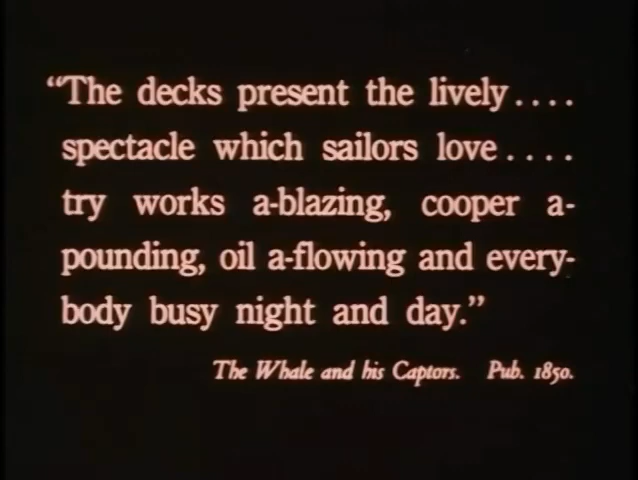 “The decks present the lively....
spectacle which sailors love....
try works a-blazing, cooper a-
pounding, oil a-flowing and every-
body busy night and day.”
The Whale and his Captors. Pub. 1850.